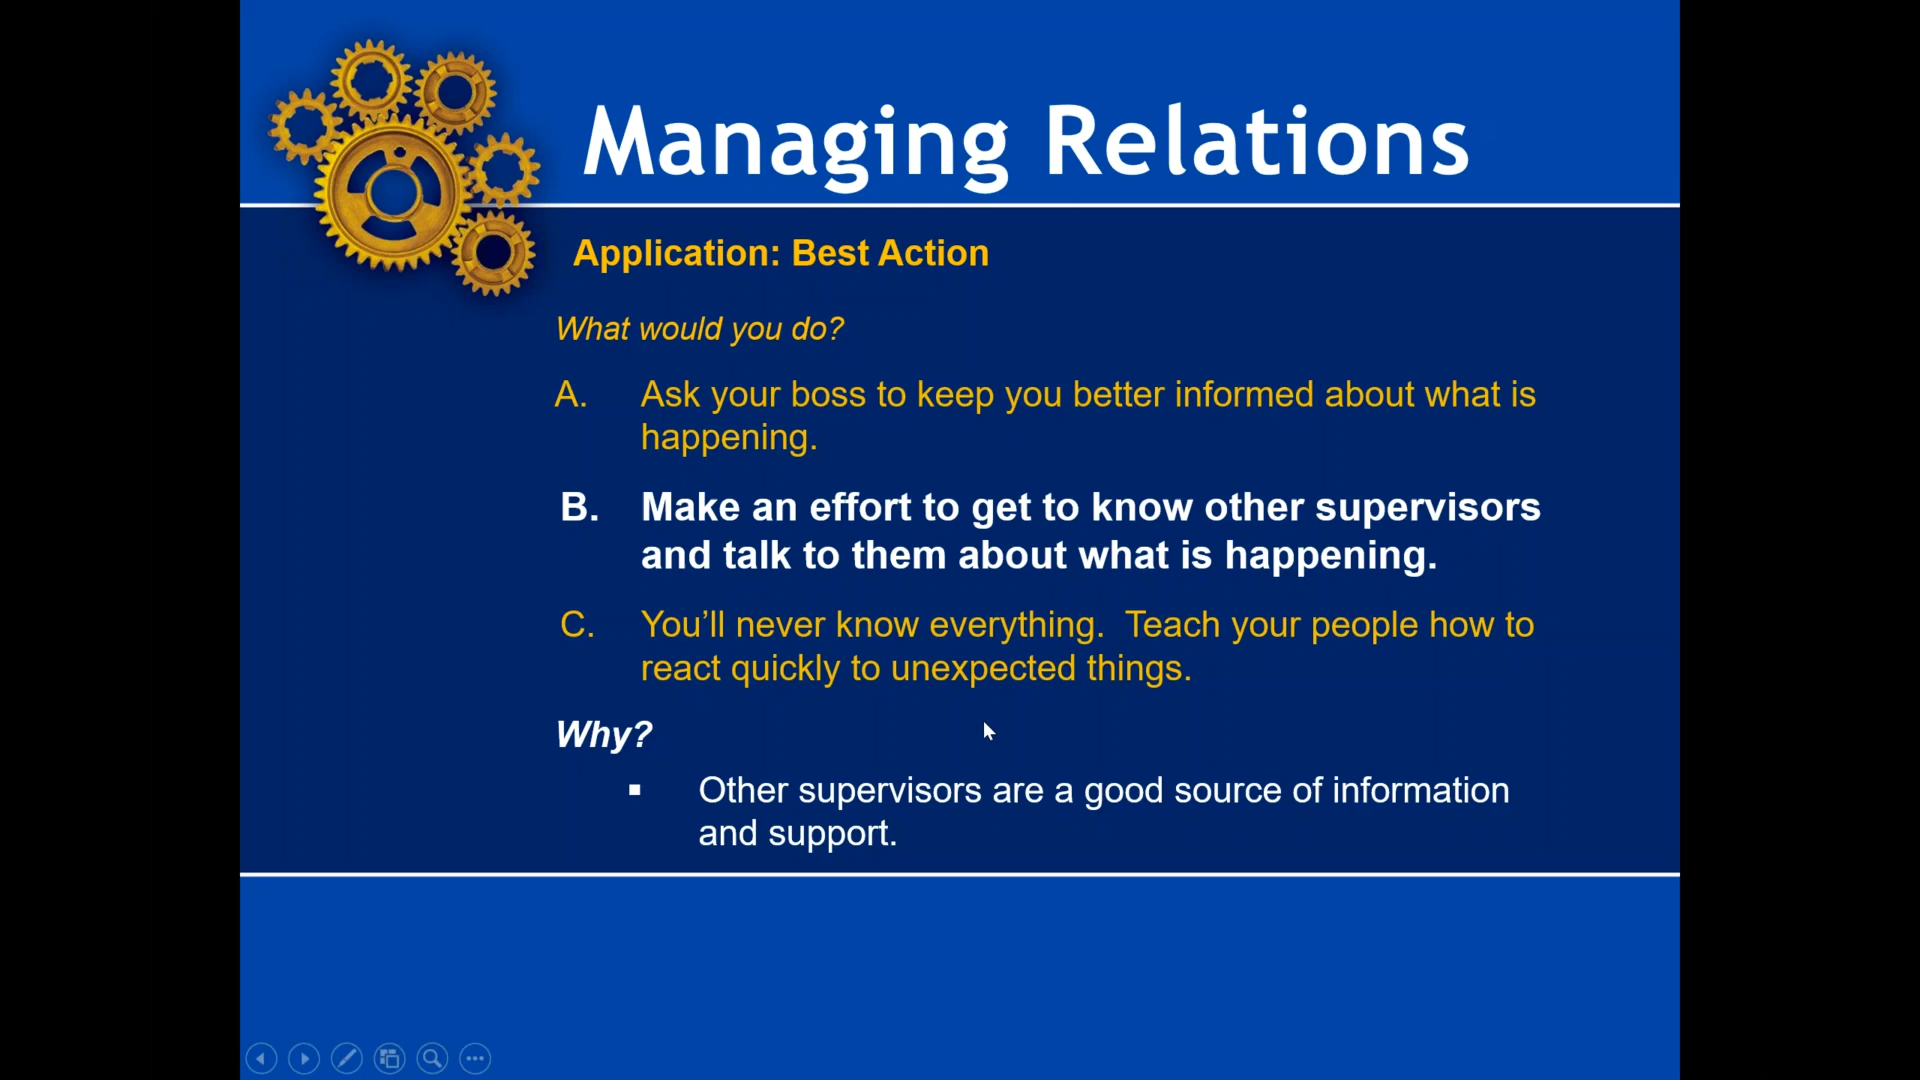 Managing Relations
Application: Best Action
What would you do?
A. Ask your boss to keep you better informed about what is
happening.
B. Make an effort to get to know other supervisors
and talk to them about what is happening.
C. You’ll never know everything.  Teach your people how to
react quickly to unexpected things.
Why?
▪ Other supervisors are a good source of information
and support.